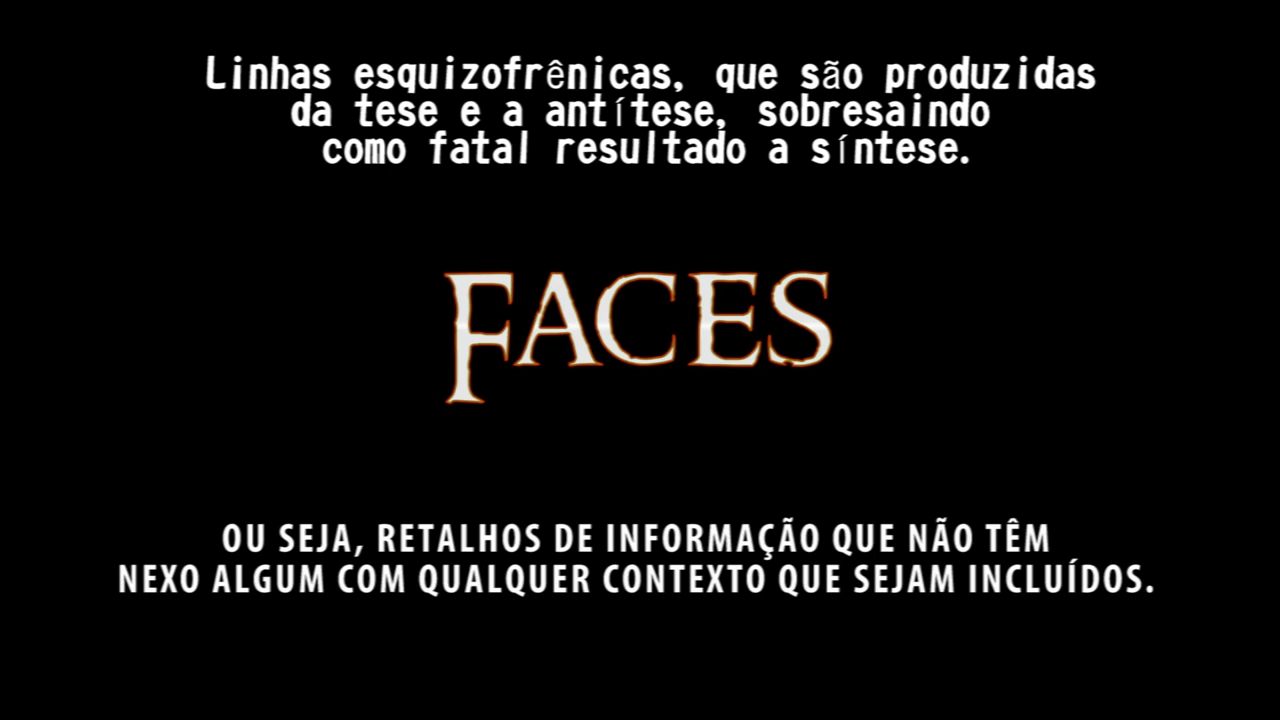 Linhas esquizofrênicas, que são produzidas
da tese e a antítese, sobresaindo
como fatal resultado a síntese.
FACES
OU SEJA, RETALHOS DE INFORMAÇÃO QUE NÃO TÊM
NEXO ALGUM COM QUALQUER CONTEXTO QUE SEJAM INCLUÍDOS.